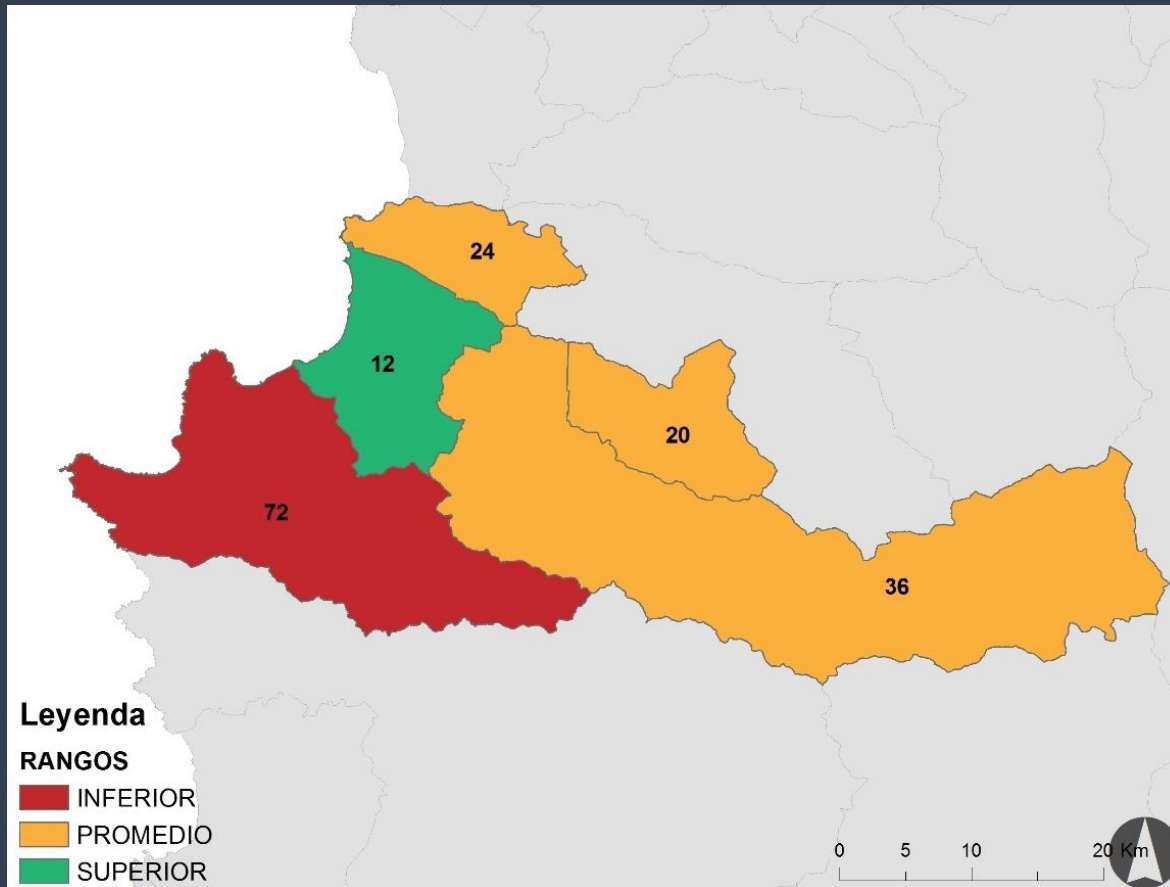 24
12
20
72
36
Leyenda
RANGOS
INFERIOR
PROMEDIO
SUPERIOR
0 5 10 20 Km